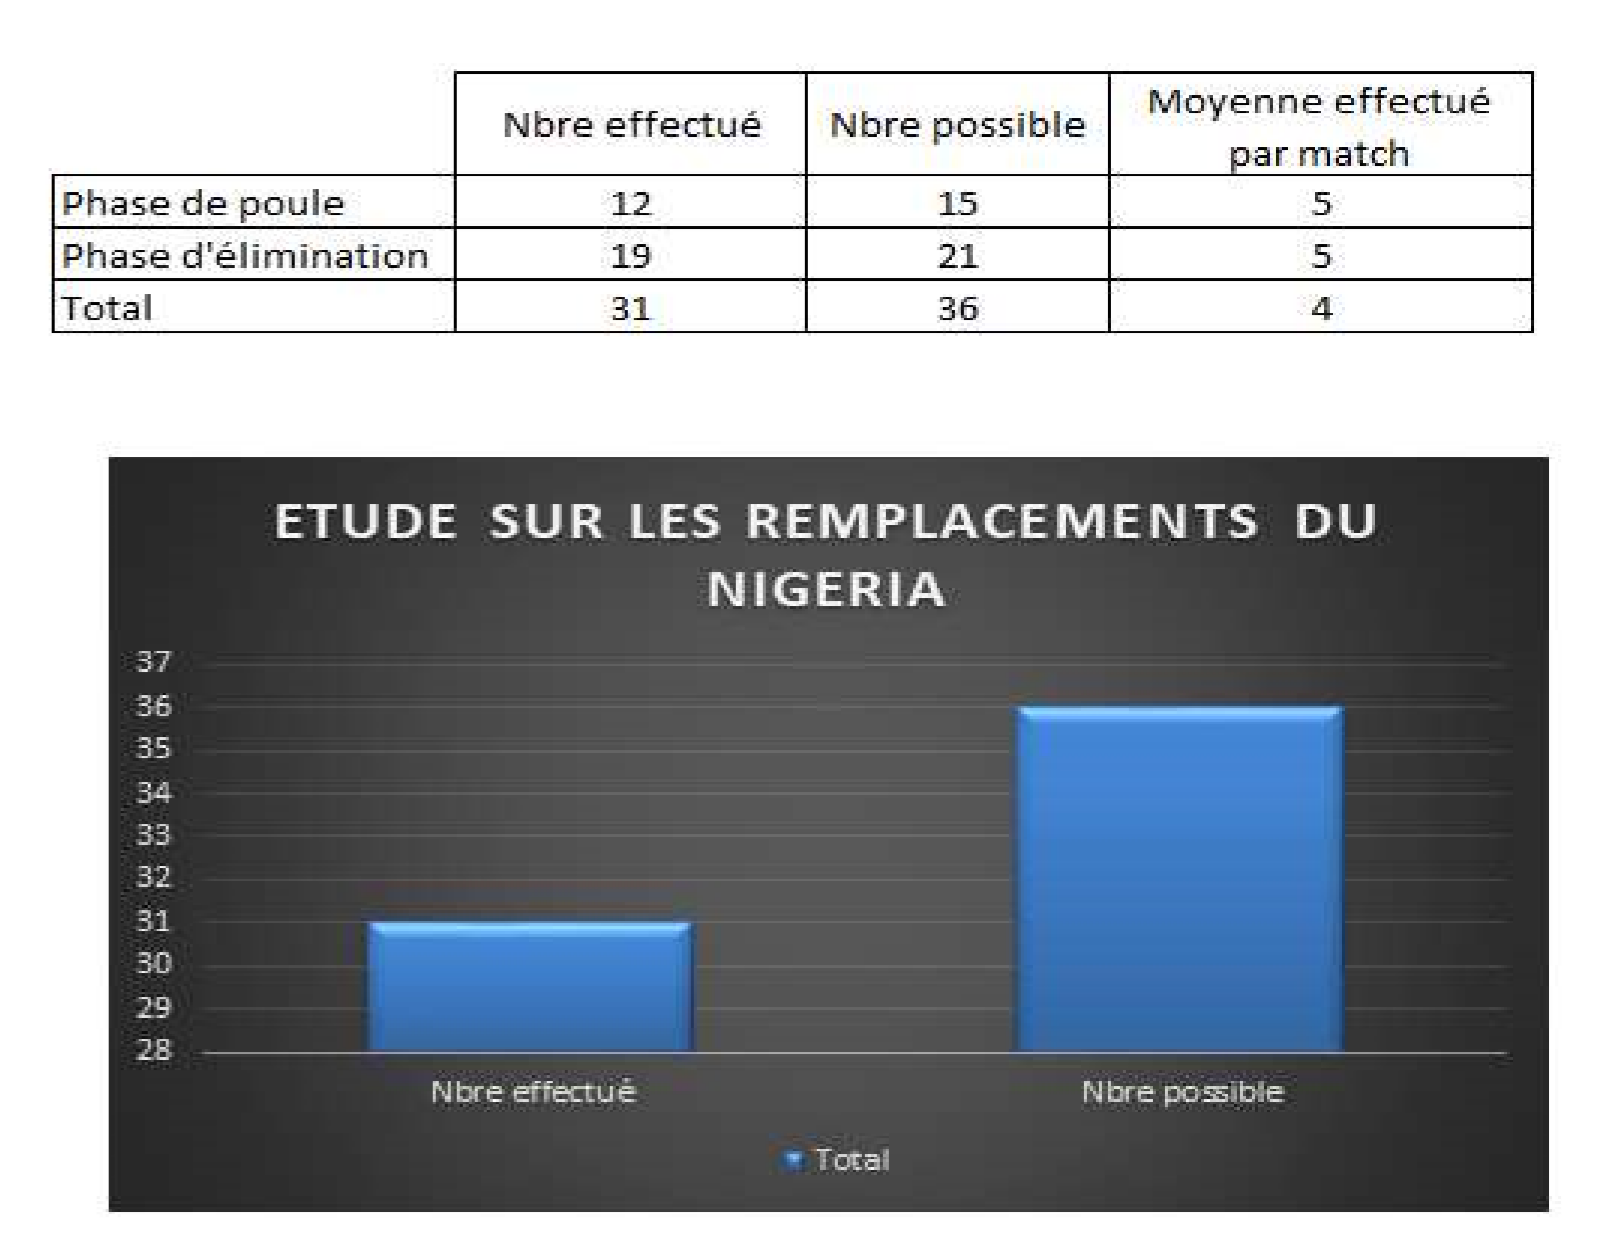 Nbre effectué Nbre possible Moyenne effectué
par match
Phase de poule 12 15 5
Phase d'élimination 19 21 5
Total 31 36 4
ETUDE SUR LES REMPLACEMENTS DU
NIGERIA
37
36
35
34
33
32
31
30
29
28
Nbre effectué Nbre possible
Total